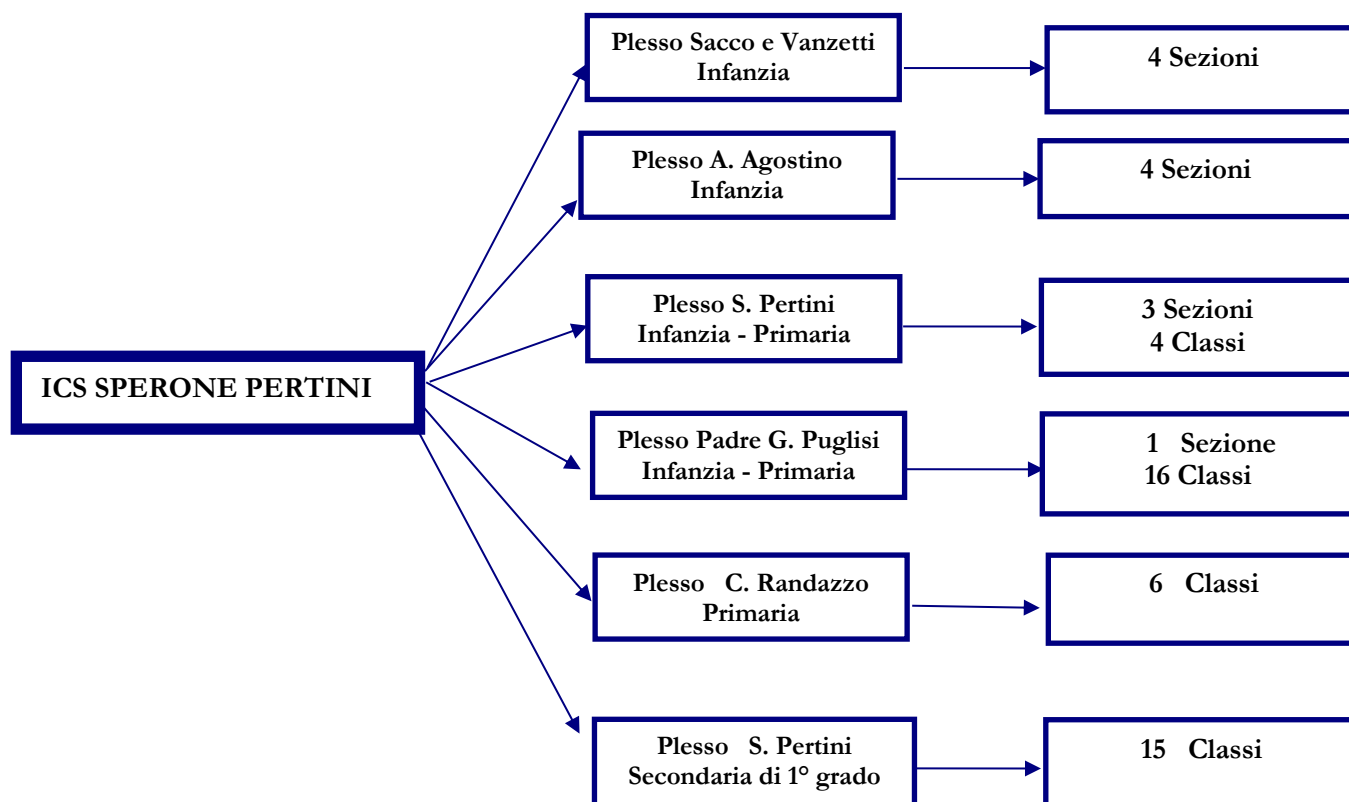 Plesso Sacco e Vanzetti
Infanzia
4 Sezioni
Plesso A. Agostino
Infanzia
4 Sezioni
Plesso S. Pertini
Infanzia - Primaria
3 Sezioni
4 Classi
ICS SPERONE PERTINI
Plesso Padre G. Puglisi
Infanzia - Primaria
1 Sezione
16 Classi
Plesso C. Randazzo
Primaria
6 Classi
Plesso S. Pertini
Secondaria di 1° grado
15 Classi